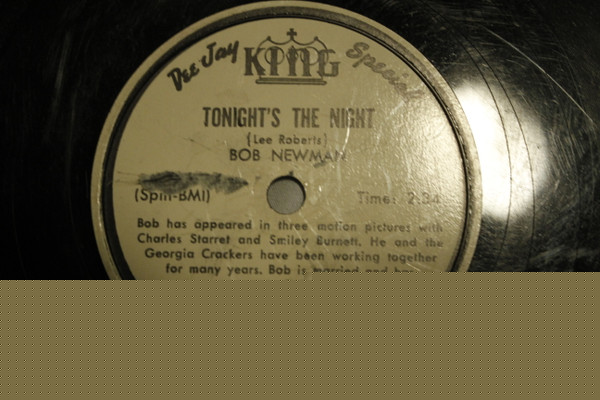 Dee Jay KING Special
TONIGHT'S THE NIGHT
(Lee Roberts)
BOB NEWMAN
(Spin-BMI) Time: 2:34
Bob has appeared in three motion pictures with
Charles Starret and Smiley Burnett. He and the
Georgia Crackers have been working together
for many years. Bob is married and has